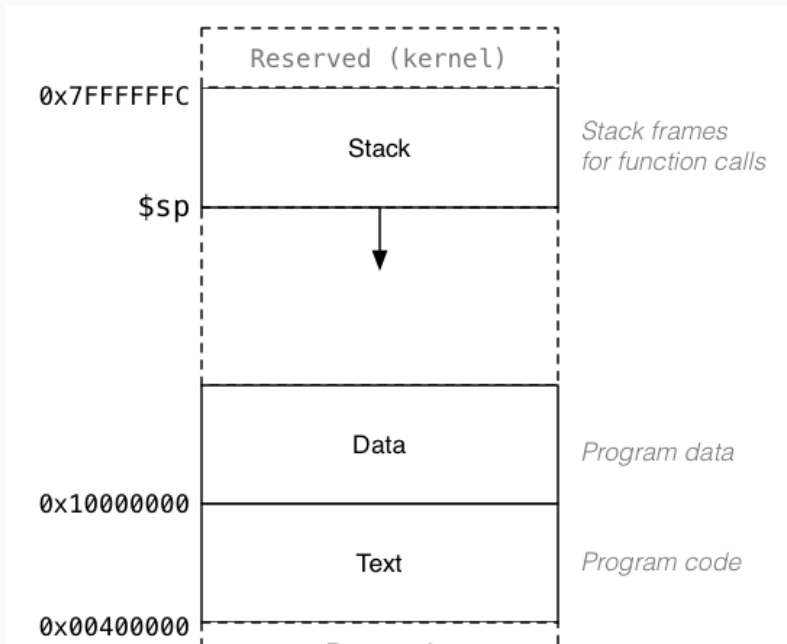 Reserved (kernel)
0x7FFFFFFC
Stack
Stack frames
for function calls
$sp
Data
Program data
0x10000000
Text
Program code
0x00400000